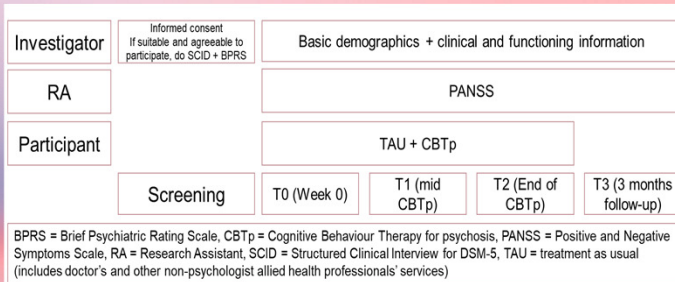 Investigator
Informed consent
If suitable and agreeable to
participate, do SCID + BPRS
Basic demographics + clinical and functioning information
RA
PANSS
Participant
TAU + CBTp
Screening
T0 (Week 0)
T1 (mid
CBTp)
T2 (End of
CBTp)
T3 (3 months
follow-up)
BPRS = Brief Psychiatric Rating Scale, CBTp = Cognitive Behaviour Therapy for psychosis, PANSS = Positive and Negative
Symptoms Scale, RA = Research Assistant, SCID = Structured Clinical Interview for DSM-5, TAU = treatment as usual
(includes doctor's and other non-psychologist allied health professionals' services)